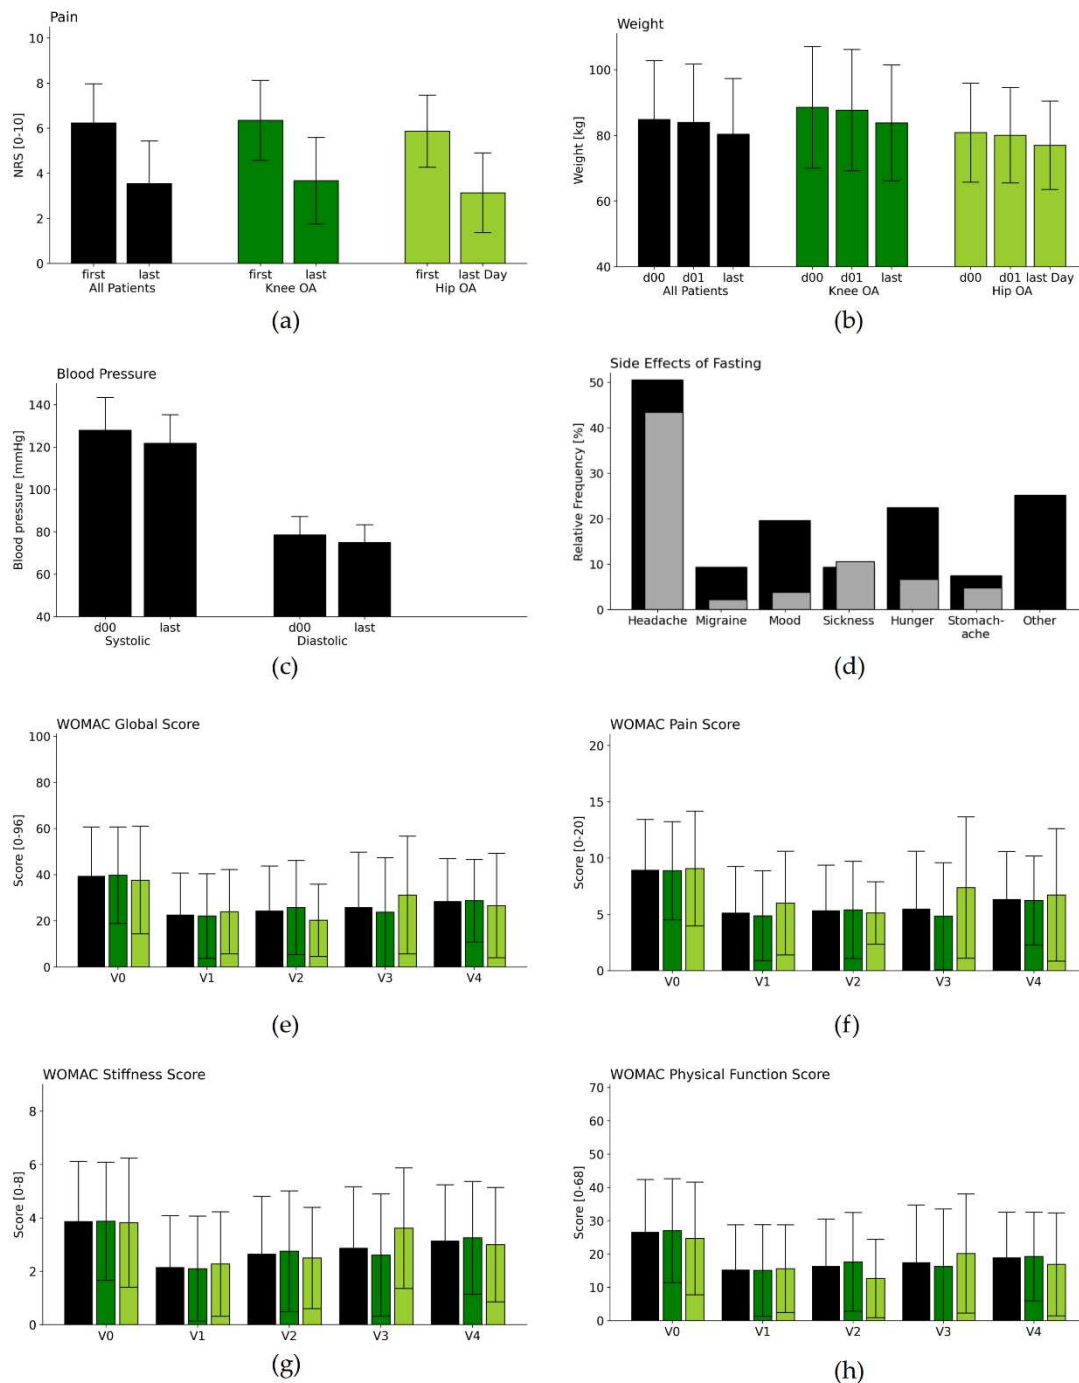 Pain
NRS [0-10]
10
8
6
4
2
0
first last first last first last Day
All Patients Knee OA Hip OA
(a)
Weight
Weight [kg]
100
80
60
40
d00 d01 last d00 d01 last d00 d01 last Day
All Patients Knee OA Hip OA
(b)
Blood Pressure
Blood pressure [mmHg]
140
120
100
80
60
40
d00 last d00 last
Systolic Diastolic
(c)
Side Effects of Fasting
Relative Frequency [%]
50
40
30
20
10
0
Headache Migraine Mood Sickness Hunger Stomach- Other
ache
(d)
WOMAC Global Score
Score [0-96]
100
80
60
40
20
0
V0 V1 V2 V3 V4
(e)
WOMAC Pain Score
Score [0-20]
20
15
10
5
0
V0 V1 V2 V3 V4
(f)
WOMAC Stiffness Score
Score [0-8]
8
6
4
2
0
V0 V1 V2 V3 V4
(g)
WOMAC Physical Function Score
Score [0-68]
70
60
50
40
30
20
10
0
V0 V1 V2 V3 V4
(h)